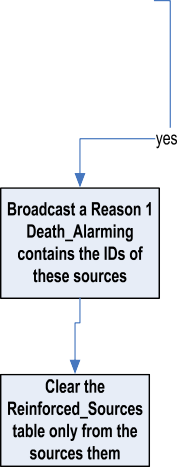 yes
Broadcast a Reason 1
Death_Alarming
contains the IDs of
these sources
Clear the
Reinforced_Sources
table only from the
sources them